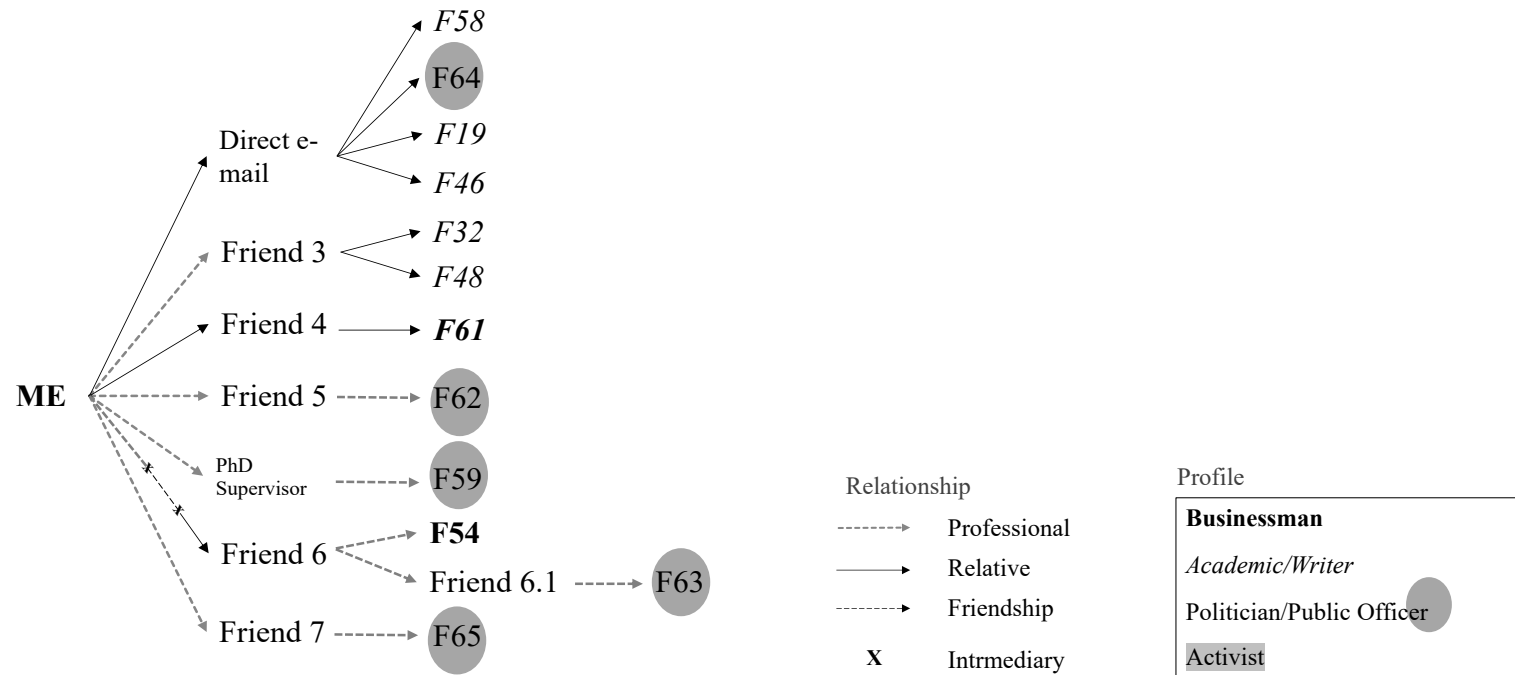 F58
F64
Direct e-
mail
F19
F46
F32
Friend 3
F48
Friend 4
F61
ME
Friend 5
F62
PhD
Supervisor
F59
F54
Friend 6
Friend 6.1
F63
Friend 7
F65
Relationship
Professional
Relative
Friendship
X Intrmediary
Profile
Businessman
Academic/Writer
Politician/Public Officer
Activist